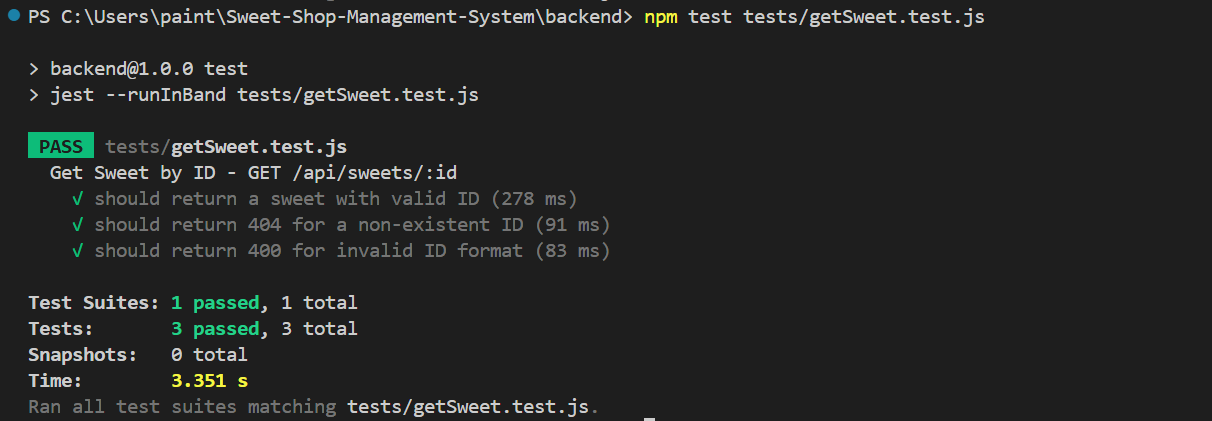 PS C:\Users\paint\Sweet-Shop-Management-System\backend> npm test tests/getSweet.test.js
> backend@1.0.0 test
> jest --runInBand tests/getSweet.test.js
PASS tests/getSweet.test.js
Get Sweet by ID - GET /api/sweets/:id
√ should return a sweet with valid ID (278 ms)
√ should return 404 for a non-existent ID (91 ms)
√ should return 400 for invalid ID format (83 ms)
Test Suites: 1 passed, 1 total
Tests: 3 passed, 3 total
Snapshots: 0 total
Time: 3.351 s
Ran all test suites matching tests/getSweet.test.js.